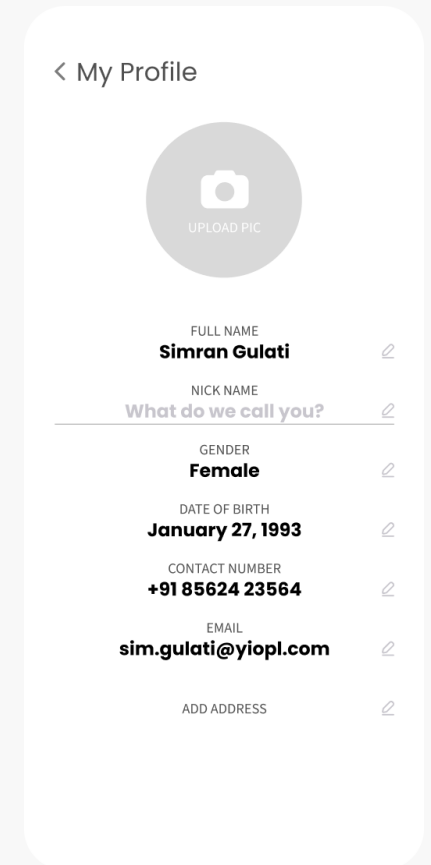 My Profile
UPLOAD PIC
FULL NAME
Simran Gulati
NICK NAME
What do we call you?
GENDER
Female
DATE OF BIRTH
January 27, 1993
CONTACT NUMBER
+91 85624 23564
EMAIL
sim.gulati@yiopl.com
ADD ADDRESS